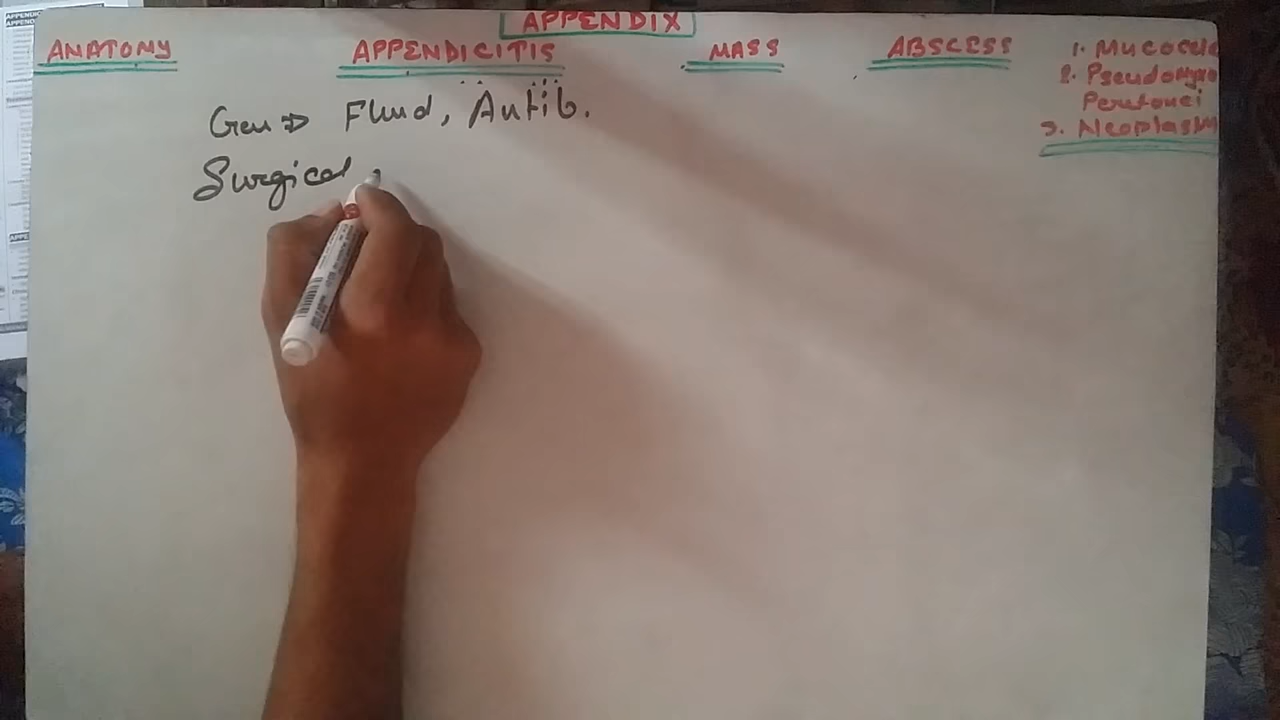 APPENDIX
ANATOMY APPENDICITIS MASS ABSCESS
1. Mucocele
2. Pseudomyxo
Peritonei
3. Neoplasm
Gen ⇒ Fluid, Antib.
Surgical